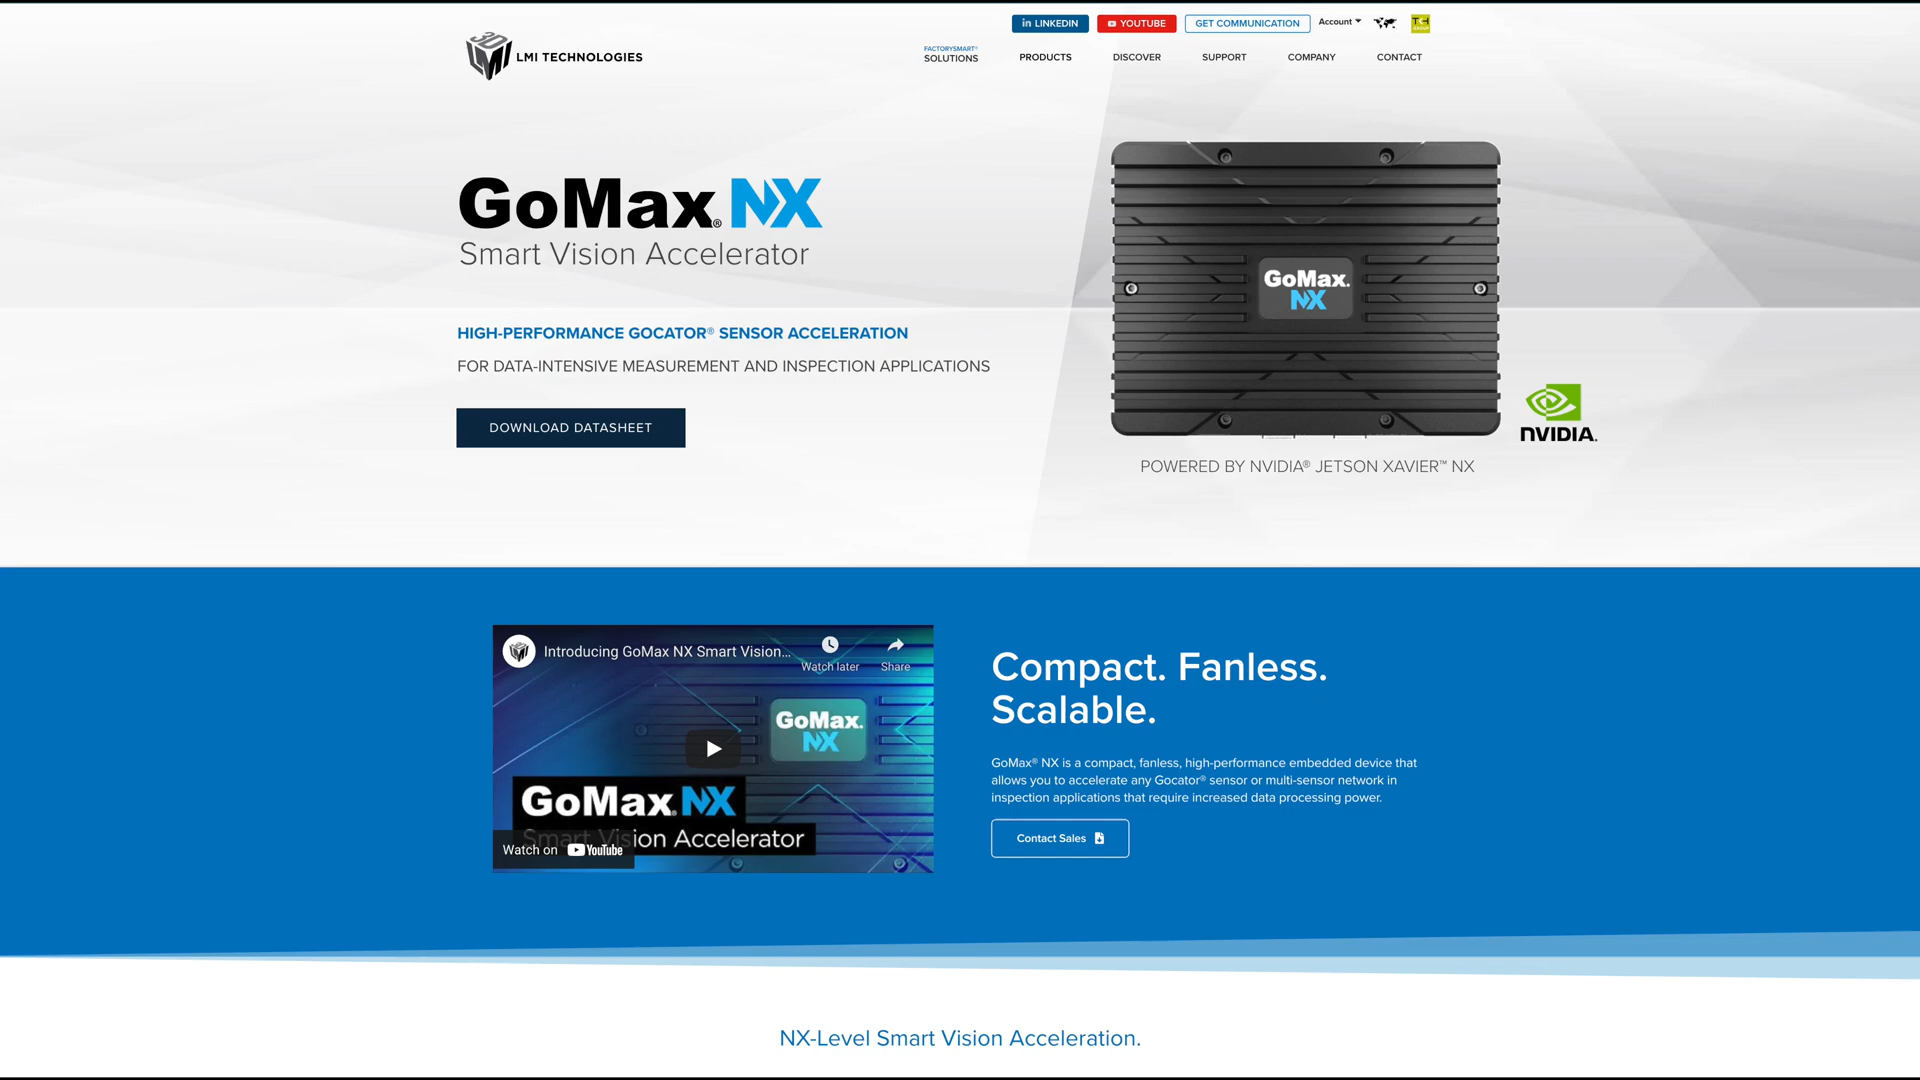 LINKEDIN
YOUTUBE
GET COMMUNICATION
Account
LMI TECHNOLOGIES
FACTORYSMART®
SOLUTIONS
PRODUCTS
DISCOVER
SUPPORT
COMPANY
CONTACT
GoMax® NX
Smart Vision Accelerator
HIGH-PERFORMANCE GOCATOR® SENSOR ACCELERATION
FOR DATA-INTENSIVE MEASUREMENT AND INSPECTION APPLICATIONS
DOWNLOAD DATASHEET
GoMax.
NX
NVIDIA.
POWERED BY NVIDIA® JETSON XAVIER™ NX
Introducing GoMax NX Smart Vision...
Watch later
Share
GoMax.
NX
GoMax. NX
Smart Vision Accelerator
Watch on YouTube
Compact. Fanless.
Scalable.
GoMax® NX is a compact, fanless, high-performance embedded device that
allows you to accelerate any Gocator® sensor or multi-sensor network in
inspection applications that require increased data processing power.
Contact Sales
NX-Level Smart Vision Acceleration.